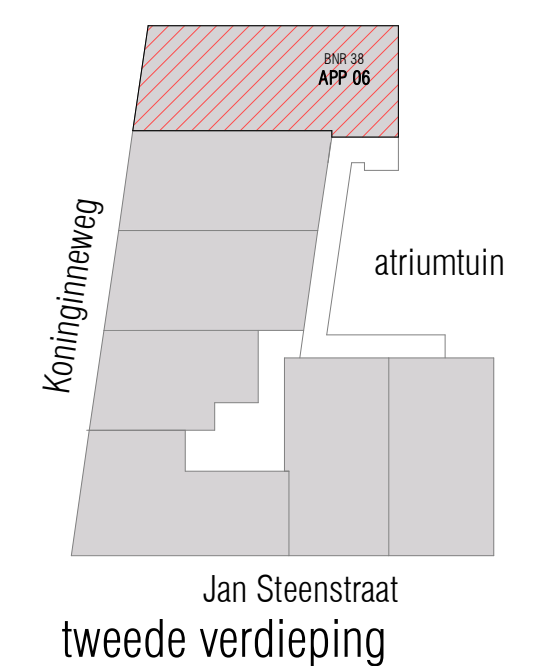 BNR 38
APP 06
Koninginneweg
atriumtuin
Jan Steenstraat
tweede verdieping